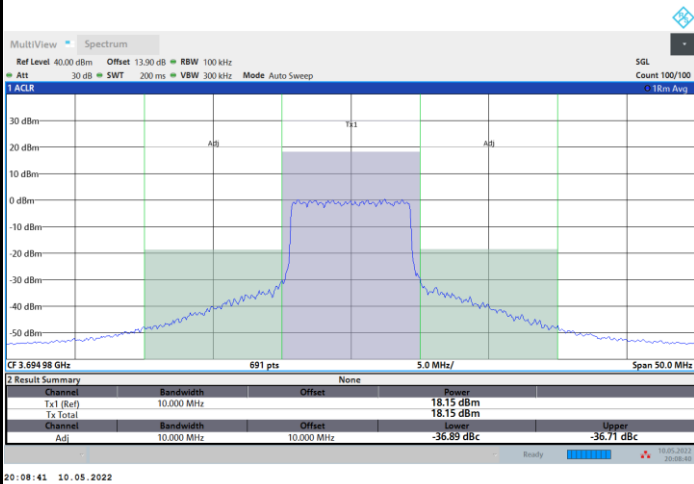 MultiView Spectrum
Ref Level 40.00 dBm Offset 13.90 dB RBW 100 kHz SGL
Att 30 dB SWT 200 ms VBW 300 kHz Mode Auto Sweep Count 100/100
1 ACLR 1Rm Avg
30 dBm
Tx1
20 dBm Adj Adj
10 dBm
0 dBm
-10 dBm
-20 dBm
-30 dBm
-40 dBm
-50 dBm
CF 3.694 98 GHz 691 pts 5.0 MHz/ Span 50.0 MHz
2 Result Summary None
Channel Bandwidth Offset Power
Tx1 (Ref) 10.000 MHz 18.15 dBm
Tx Total 18.15 dBm
Channel Bandwidth Offset Lower Upper
Adj 10.000 MHz 10.000 MHz -36.89 dBc -36.71 dBc
Ready 10.05.2022
20:08:40
20:08:41 10.05.2022